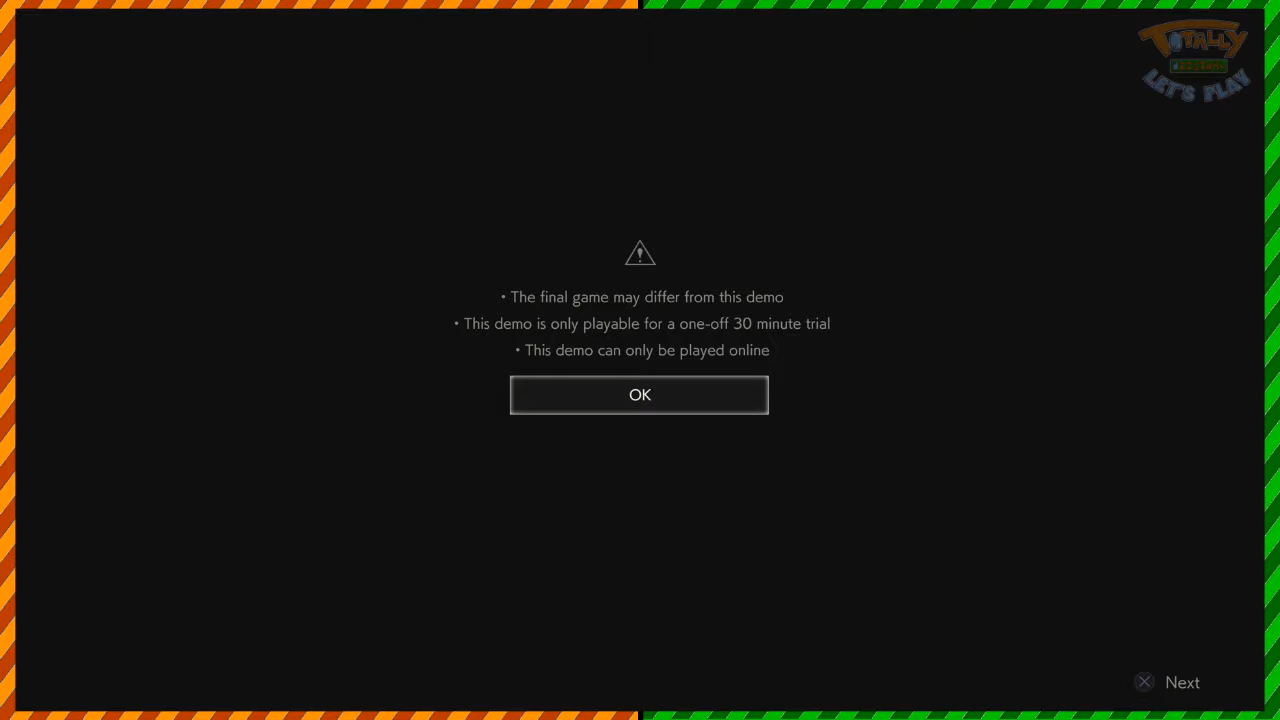 TOTALLY
LET'S PLAY
• The final game may differ from this demo
• This demo is only playable for a one-off 30 minute trial
• This demo can only be played online
OK
Next